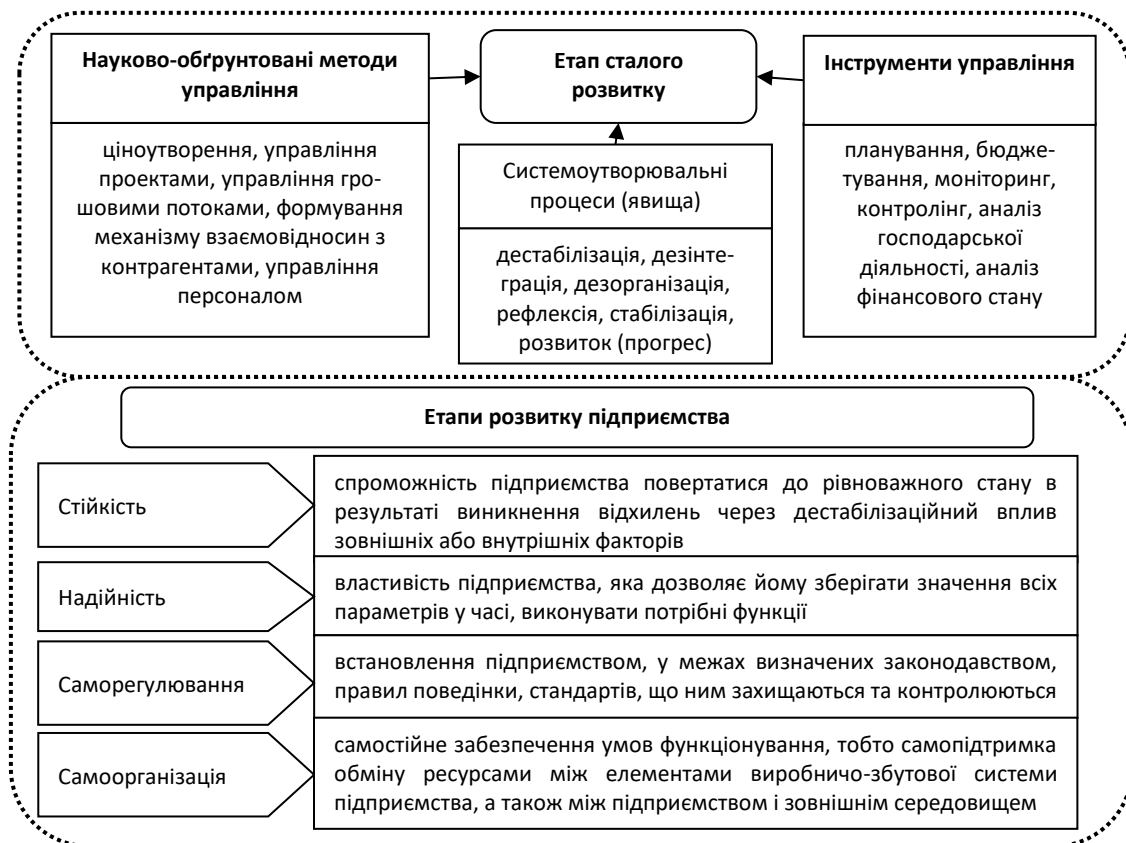 Науково-обґрунтовані методи
управління
ціноутворення, управління
проектами, управління гро-
шовими потоками, формування
механізму взаємовідносин з
контрагентами, управління
персоналом
Етап сталого
розвитку
Системоутворювальні
процеси (явища)
дестабілізація, дезінте-
грація, дезорганізація,
рефлексія, стабілізація,
розвиток (прогрес)
Інструменти управління
планування, бюдже-
тування, моніторинг,
контролінг, аналіз
господарської
діяльності, аналіз
фінансового стану
Етапи розвитку підприємства
Стійкість
спроможність підприємства повертатися до рівноважного стану в
результаті виникнення відхилень через дестабілізаційний вплив
зовнішніх або внутрішніх факторів
Надійність
властивість підприємства, яка дозволяє йому зберігати значення всіх
параметрів у часі, виконувати потрібні функції
Саморегулювання
встановлення підприємством, у межах визначених законодавством,
правил поведінки, стандартів, що ним захищаються та контролюються
Самоорганізація
самостійне забезпечення умов функціонування, тобто самопідтримка
обміну ресурсами між елементами виробничо-збутової системи
підприємства, а також між підприємством і зовнішнім середовищем